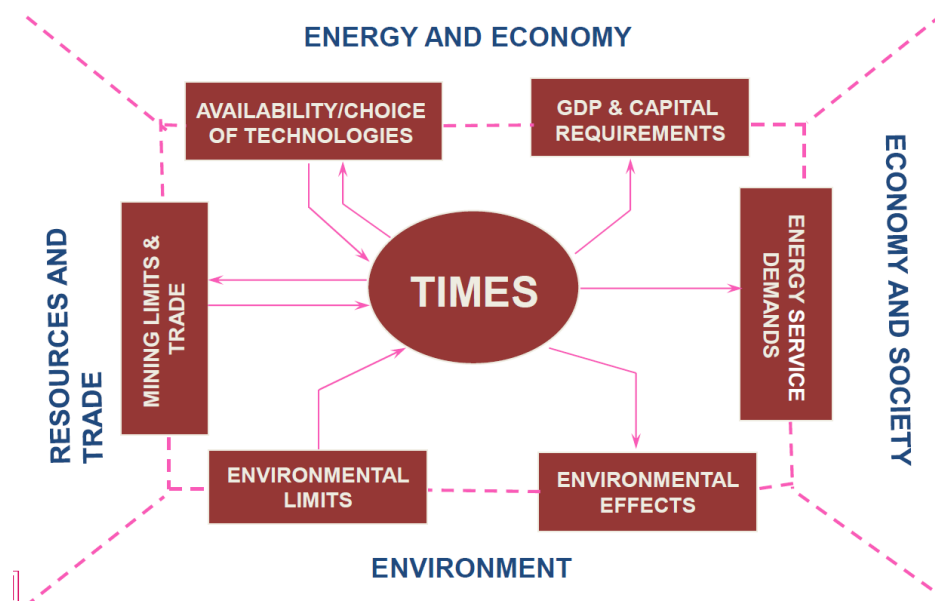 ENERGY AND ECONOMY
AVAILABILITY/CHOICE
OF TECHNOLOGIES
GDP & CAPITAL
REQUIREMENTS
RESOURCES AND
TRADE
MINING LIMITS &
TRADE
TIMES
ENERGY SERVICE
DEMANDS
ECONOMY AND SOCIETY
ENVIRONMENTAL
LIMITS
ENVIRONMENTAL
EFFECTS
ENVIRONMENT